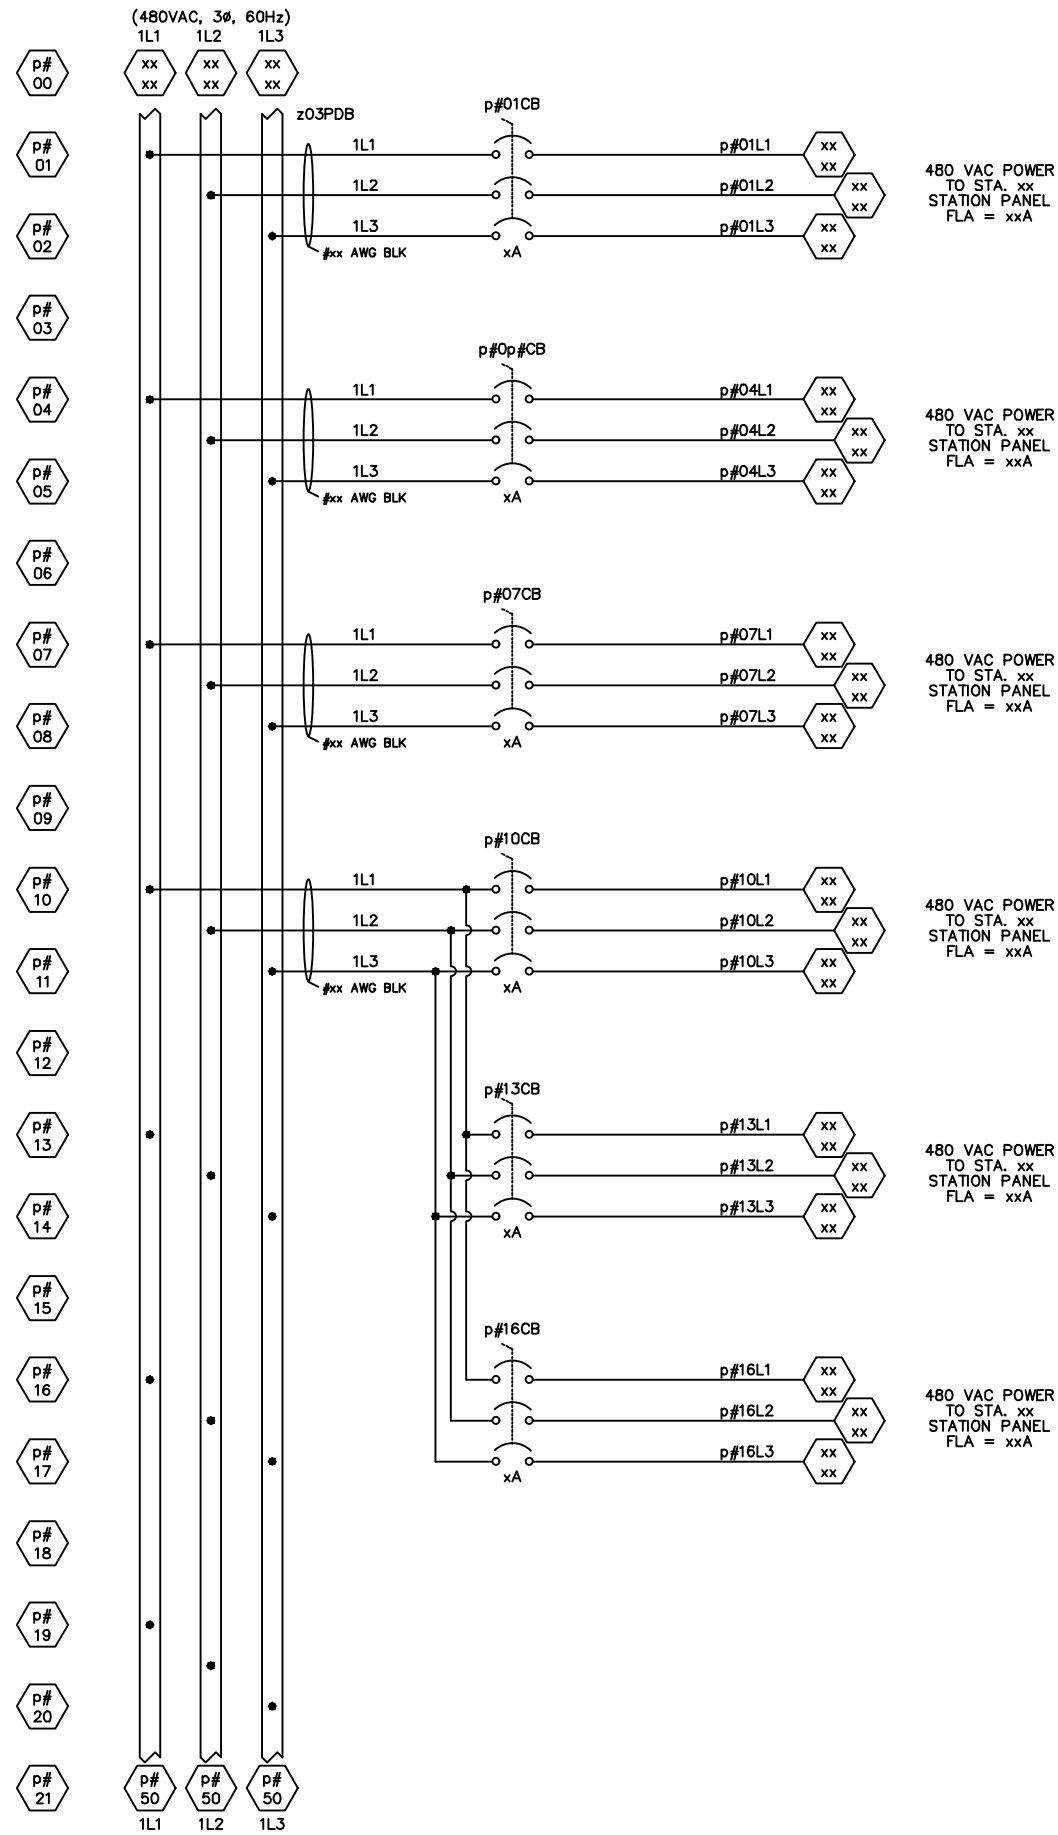 (480VAC, 3ø, 60Hz)
1L1 1L2 1L3
p# xx xx xx
00 xx xx xx
p#01CB
z03PDB
p# 1L1 p#01L1 xx
01 xx
480 VAC POWER
TO STA. xx
STATION PANEL
FLA = xxA
1L2 p#01L2 xx
xx
p# 1L3 p#01L3 xx
02 xx
#xx AWG BLK xA
p#
03
p#0p#CB
p# 1L1 p#04L1 xx
04 xx
480 VAC POWER
TO STA. xx
STATION PANEL
FLA = xxA
1L2 p#04L2 xx
xx
p# 1L3 p#04L3 xx
05 xx
#xx AWG BLK xA
p#
06
p#07CB
p# 1L1 p#07L1 xx
07 xx
480 VAC POWER
TO STA. xx
STATION PANEL
FLA = xxA
1L2 p#07L2 xx
xx
p# 1L3 p#07L3 xx
08 xx
#xx AWG BLK xA
p#
09
p#10CB
p# 1L1 p#10L1 xx
10 xx
480 VAC POWER
TO STA. xx
STATION PANEL
FLA = xxA
1L2 p#10L2 xx
xx
p# 1L3 p#10L3 xx
11 xx
#xx AWG BLK xA
p#
12
p#13CB
p# p#13L1 xx
13 xx
480 VAC POWER
TO STA. xx
STATION PANEL
FLA = xxA
p#13L2 xx
xx
p# p#13L3 xx
14 xx
xA
p#
15
p#16CB
p# p#16L1 xx
16 xx
480 VAC POWER
TO STA. xx
STATION PANEL
FLA = xxA
p#16L2 xx
xx
p# p#16L3 xx
17 xx
xA
p#
18
p#
19
p#
20
p# p# p# p#
21 50 50 50
1L1 1L2 1L3